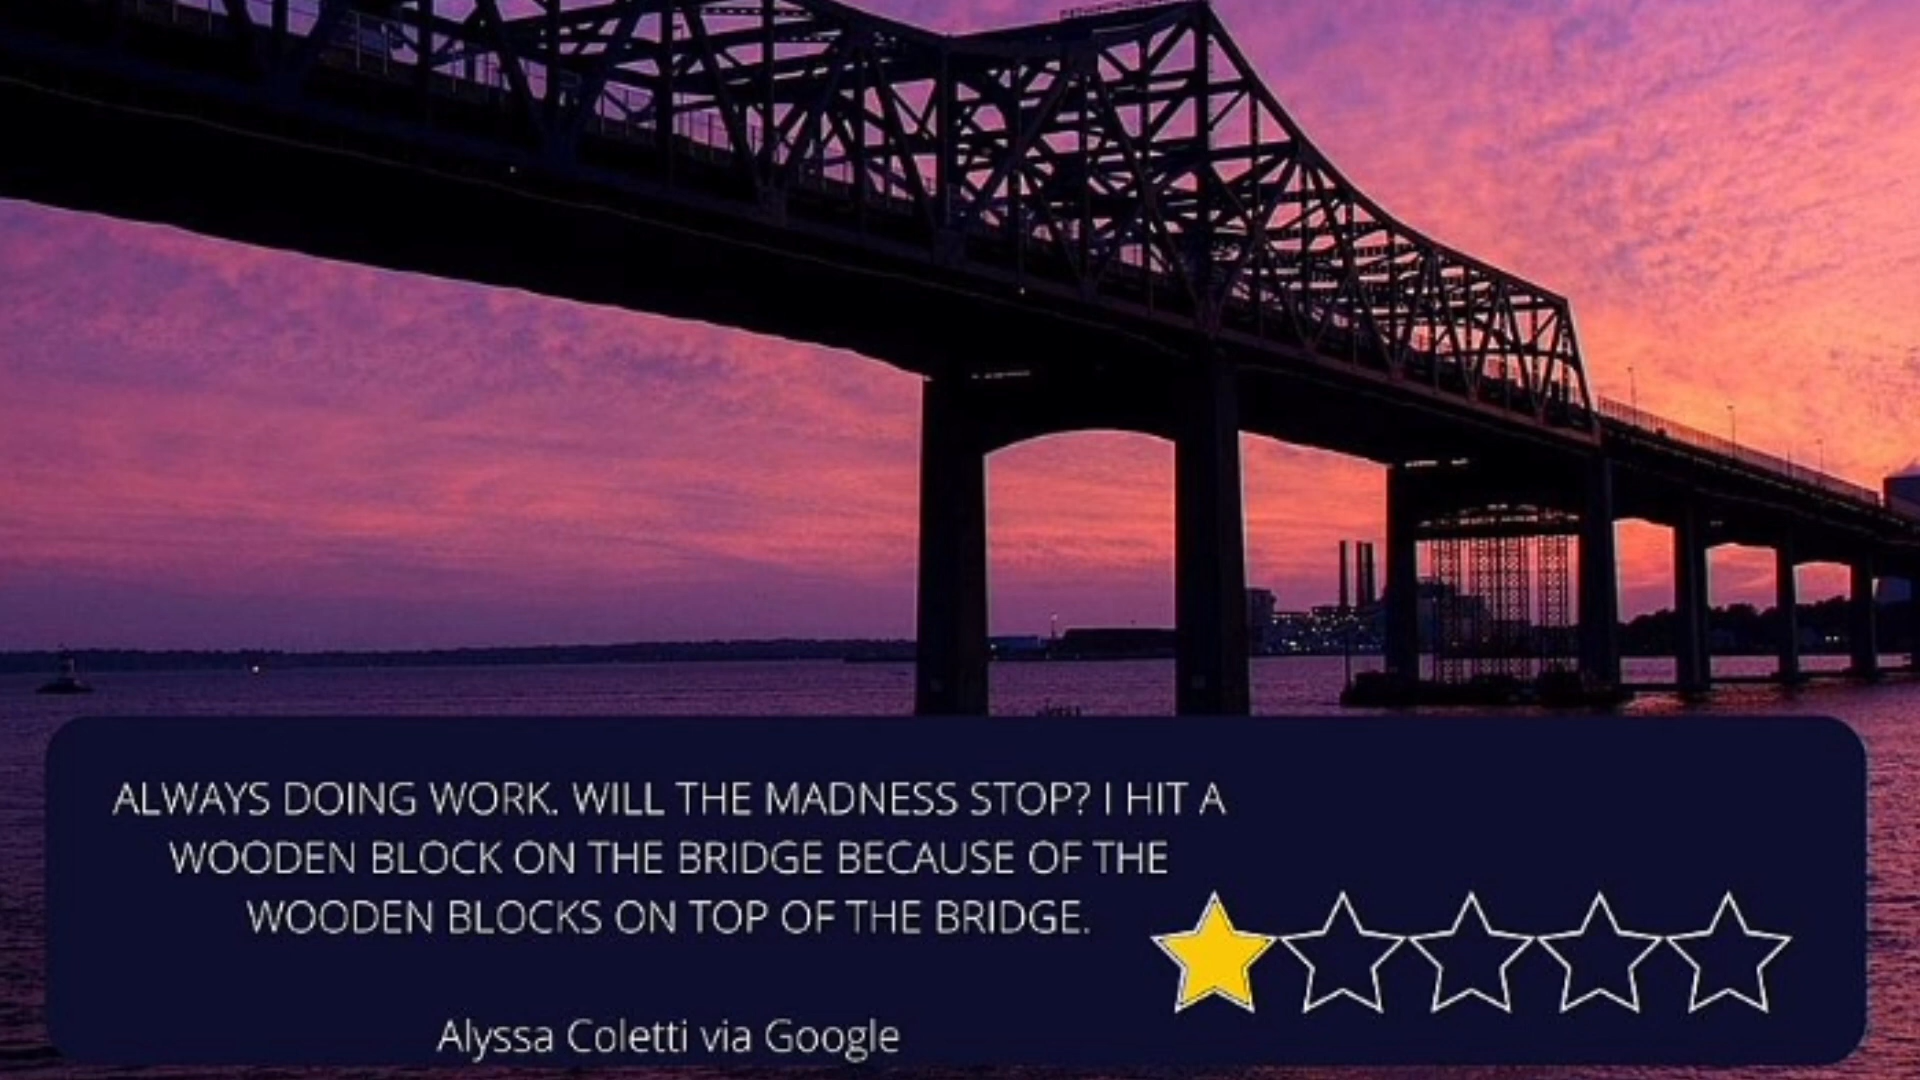 ALWAYS DOING WORK. WILL THE MADNESS STOP? I HIT A
WOODEN BLOCK ON THE BRIDGE BECAUSE OF THE
WOODEN BLOCKS ON TOP OF THE BRIDGE.
Alyssa Coletti via Google